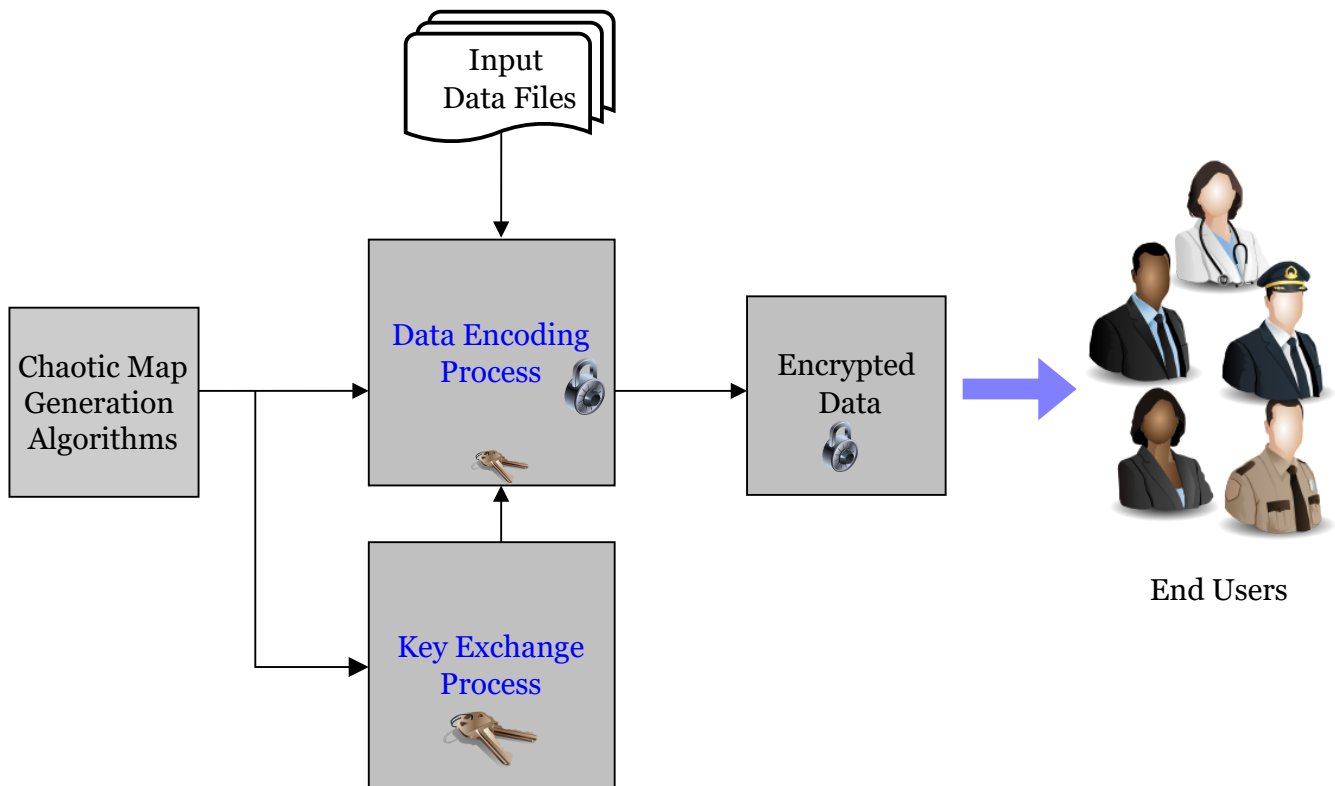 Input
Data Files
Chaotic Map
Generation
Algorithms
Data Encoding
Process
Encrypted
Data
Key Exchange
Process
End Users